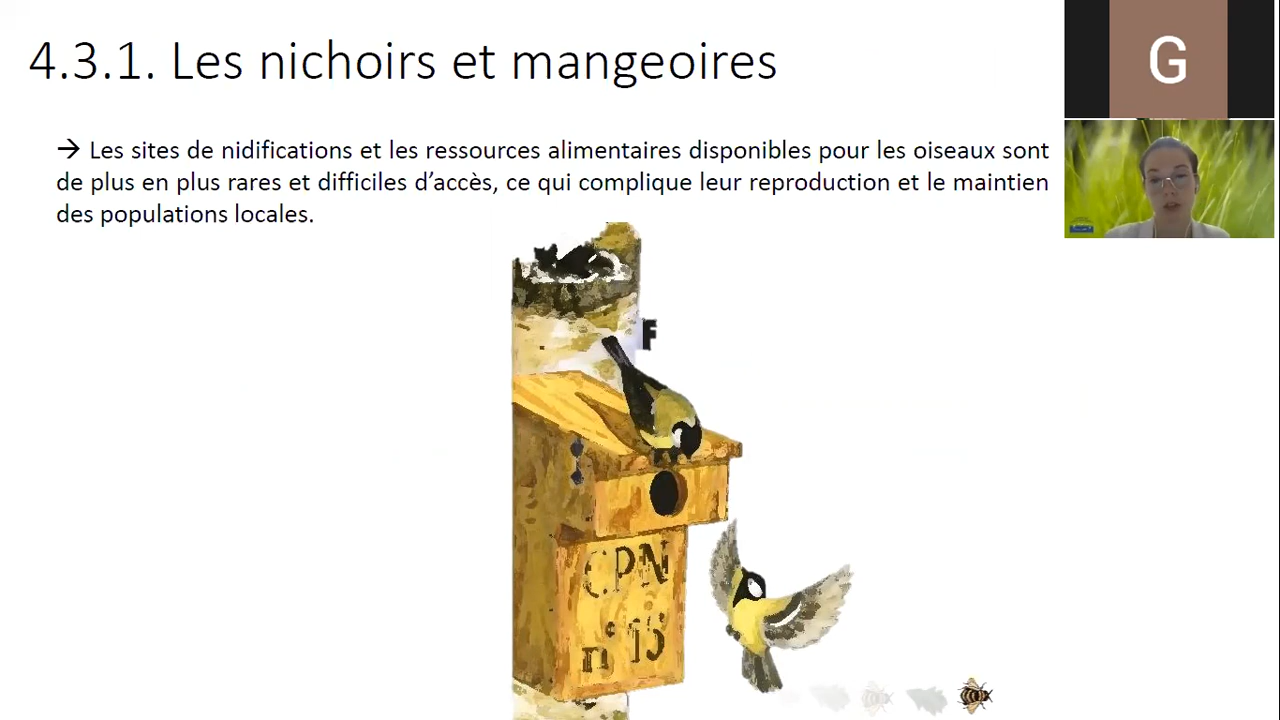 4.3.1. Les nichoirs et mangeoires
G
→ Les sites de nidifications et les ressources alimentaires disponibles pour les oiseaux sont
de plus en plus rares et difficiles d’accès, ce qui complique leur reproduction et le maintien
des populations locales.
F
CPN
n° 15